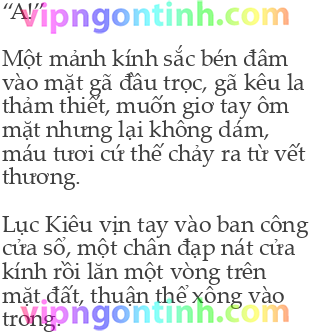 vipngontinh.com
“A!”
Một mảnh kính sắc bén đâm
vào mặt gã đầu trọc, gã kêu la
thảm thiết, muốn giơ tay ôm
mặt nhưng lại không dám,
máu tươi cứ thế chảy ra từ vết
thương.
Lục Kiêu vịn tay vào ban công
cửa sổ, một chân đạp nát cửa
kính rồi lăn một vòng trên
mặt đất, thuận thể xông vào
trong.
vipngontinh.com